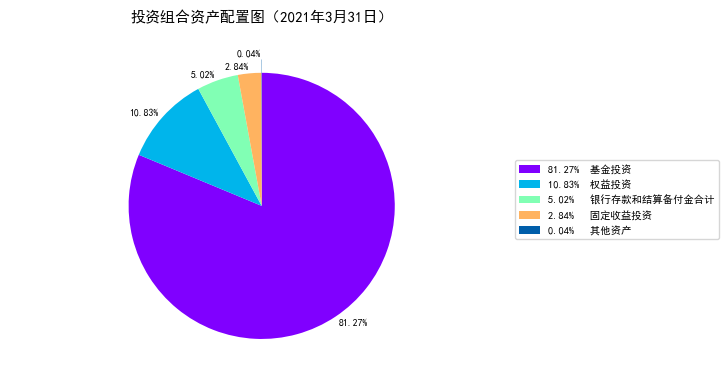 投资组合资产配置图（2021年3月31日）
0.04%
2.84%
5.02%
10.83%
81.27%
81.27% 基金投资
10.83% 权益投资
5.02% 银行存款和结算备付金合计
2.84% 固定收益投资
0.04% 其他资产